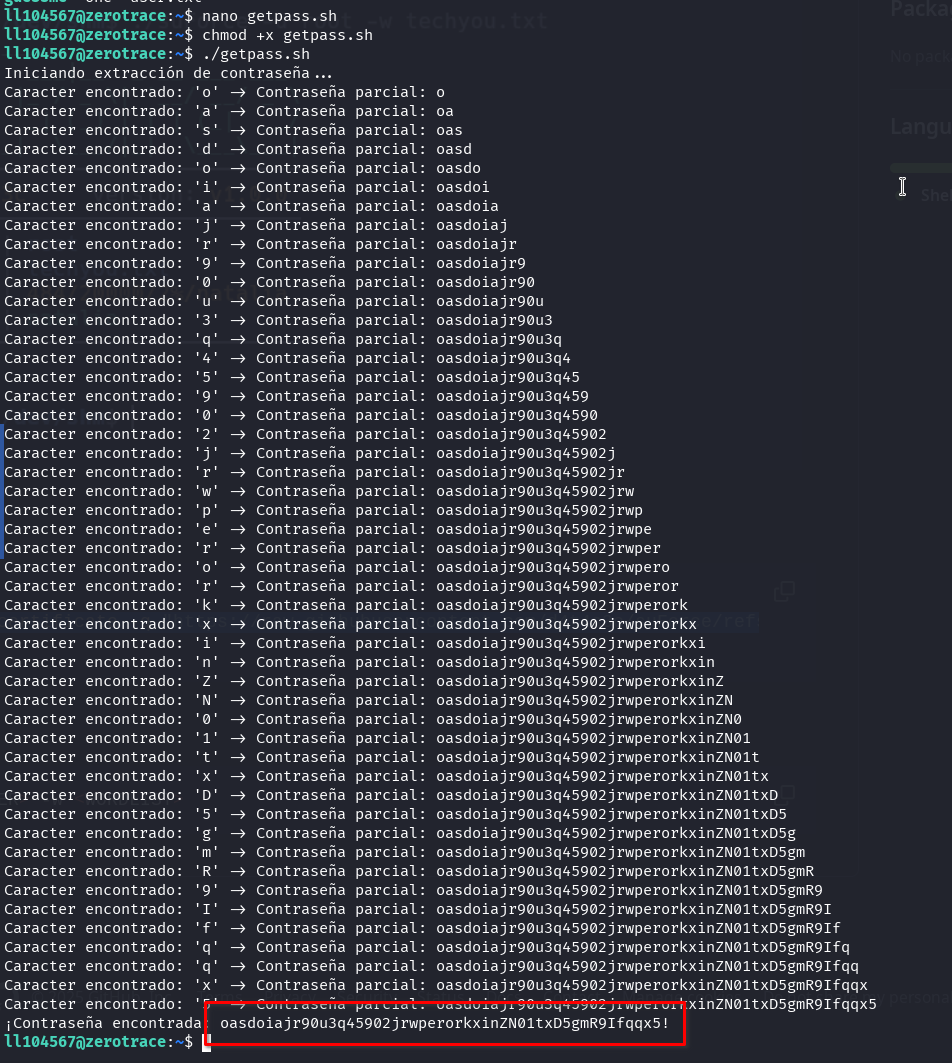 ll104567@zerotrace:~$ nano getpass.sh
ll104567@zerotrace:~$ chmod +x getpass.sh
ll104567@zerotrace:~$ ./getpass.sh
Iniciando extracción de contraseña...
Caracter encontrado: 'o' → Contraseña parcial: o
Caracter encontrado: 'a' → Contraseña parcial: oa
Caracter encontrado: 's' → Contraseña parcial: oas
Caracter encontrado: 'd' → Contraseña parcial: oasd
Caracter encontrado: 'o' → Contraseña parcial: oasdo
Caracter encontrado: 'i' → Contraseña parcial: oasdoi
Caracter encontrado: 'a' → Contraseña parcial: oasdoia
Caracter encontrado: 'j' → Contraseña parcial: oasdoiaj
Caracter encontrado: 'r' → Contraseña parcial: oasdoiajr
Caracter encontrado: '9' → Contraseña parcial: oasdoiajr9
Caracter encontrado: '0' → Contraseña parcial: oasdoiajr90
Caracter encontrado: 'u' → Contraseña parcial: oasdoiajr90u
Caracter encontrado: '3' → Contraseña parcial: oasdoiajr90u3
Caracter encontrado: 'q' → Contraseña parcial: oasdoiajr90u3q
Caracter encontrado: '4' → Contraseña parcial: oasdoiajr90u3q4
Caracter encontrado: '5' → Contraseña parcial: oasdoiajr90u3q45
Caracter encontrado: '9' → Contraseña parcial: oasdoiajr90u3q459
Caracter encontrado: '0' → Contraseña parcial: oasdoiajr90u3q4590
Caracter encontrado: '2' → Contraseña parcial: oasdoiajr90u3q45902
Caracter encontrado: 'j' → Contraseña parcial: oasdoiajr90u3q45902j
Caracter encontrado: 'r' → Contraseña parcial: oasdoiajr90u3q45902jr
Caracter encontrado: 'w' → Contraseña parcial: oasdoiajr90u3q45902jrw
Caracter encontrado: 'p' → Contraseña parcial: oasdoiajr90u3q45902jrwp
Caracter encontrado: 'e' → Contraseña parcial: oasdoiajr90u3q45902jrwpe
Caracter encontrado: 'r' → Contraseña parcial: oasdoiajr90u3q45902jrwper
Caracter encontrado: 'o' → Contraseña parcial: oasdoiajr90u3q45902jrwpero
Caracter encontrado: 'r' → Contraseña parcial: oasdoiajr90u3q45902jrwperor
Caracter encontrado: 'k' → Contraseña parcial: oasdoiajr90u3q45902jrwperork
Caracter encontrado: 'x' → Contraseña parcial: oasdoiajr90u3q45902jrwperorkx
Caracter encontrado: 'i' → Contraseña parcial: oasdoiajr90u3q45902jrwperorkxi
Caracter encontrado: 'n' → Contraseña parcial: oasdoiajr90u3q45902jrwperorkxin
Caracter encontrado: 'Z' → Contraseña parcial: oasdoiajr90u3q45902jrwperorkxinZ
Caracter encontrado: 'N' → Contraseña parcial: oasdoiajr90u3q45902jrwperorkxinZN
Caracter encontrado: '0' → Contraseña parcial: oasdoiajr90u3q45902jrwperorkxinZN0
Caracter encontrado: '1' → Contraseña parcial: oasdoiajr90u3q45902jrwperorkxinZN01
Caracter encontrado: 't' → Contraseña parcial: oasdoiajr90u3q45902jrwperorkxinZN01t
Caracter encontrado: 'x' → Contraseña parcial: oasdoiajr90u3q45902jrwperorkxinZN01tx
Caracter encontrado: 'D' → Contraseña parcial: oasdoiajr90u3q45902jrwperorkxinZN01txD
Caracter encontrado: '5' → Contraseña parcial: oasdoiajr90u3q45902jrwperorkxinZN01txD5
Caracter encontrado: 'g' → Contraseña parcial: oasdoiajr90u3q45902jrwperorkxinZN01txD5g
Caracter encontrado: 'm' → Contraseña parcial: oasdoiajr90u3q45902jrwperorkxinZN01txD5gm
Caracter encontrado: 'R' → Contraseña parcial: oasdoiajr90u3q45902jrwperorkxinZN01txD5gmR
Caracter encontrado: '9' → Contraseña parcial: oasdoiajr90u3q45902jrwperorkxinZN01txD5gmR9
Caracter encontrado: 'I' → Contraseña parcial: oasdoiajr90u3q45902jrwperorkxinZN01txD5gmR9I
Caracter encontrado: 'f' → Contraseña parcial: oasdoiajr90u3q45902jrwperorkxinZN01txD5gmR9If
Caracter encontrado: 'q' → Contraseña parcial: oasdoiajr90u3q45902jrwperorkxinZN01txD5gmR9Ifq
Caracter encontrado: 'q' → Contraseña parcial: oasdoiajr90u3q45902jrwperorkxinZN01txD5gmR9Ifqq
Caracter encontrado: 'x' → Contraseña parcial: oasdoiajr90u3q45902jrwperorkxinZN01txD5gmR9Ifqqx
Caracter encontrado: '5' → Contraseña parcial: oasdoiajr90u3q45902jrwperorkxinZN01txD5gmR9Ifqqx5
¡Contraseña encontrada: oasdoiajr90u3q45902jrwperorkxinZN01txD5gmR9Ifqqx5!
ll104567@zerotrace:~$